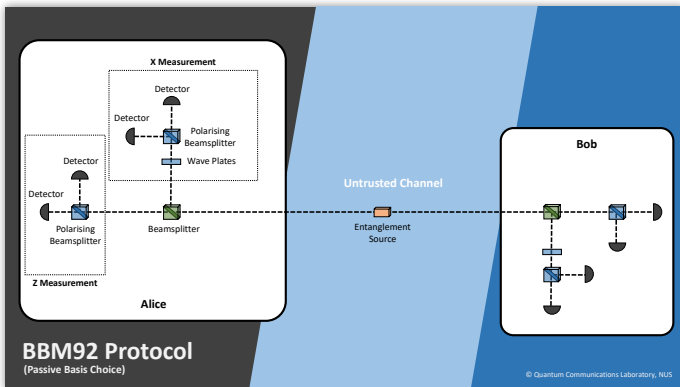 X Measurement
Detector
Detector
Polarising
Beamsplitter
Wave Plates
Detector
Detector
Polarising
Beamsplitter
Beamsplitter
Z Measurement
Alice
Untrusted Channel
Entanglement
Source
Bob
BBM92 Protocol
(Passive Basis Choice)
© Quantum Communications Laboratory, NUS